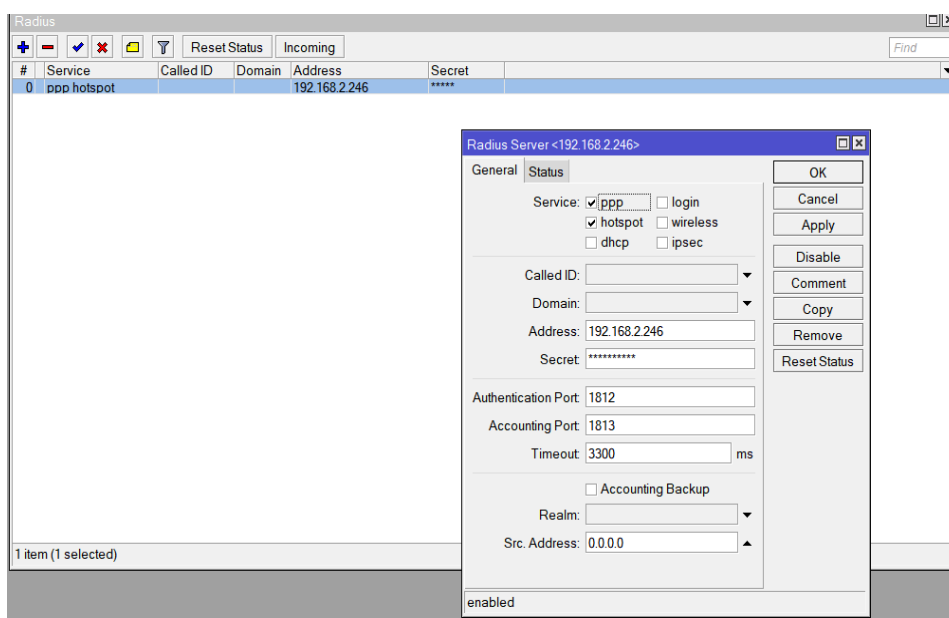 Radius
Reset Status Incoming Find
# Service Called ID Domain Address Secret
0 ppp hotspot 192.168.2.246 *****
Radius Server <192.168.2.246>
General Status
OK
Service: ppp login
Cancel
hotspot wireless
Apply
dhcp ipsec
Disable
Called ID:
Comment
Domain:
Copy
Address: 192.168.2.246
Remove
Secret: **********
Reset Status
Authentication Port: 1812
Accounting Port: 1813
Timeout: 3300 ms
Accounting Backup
Realm:
Src. Address: 0.0.0.0
1 item (1 selected)
enabled